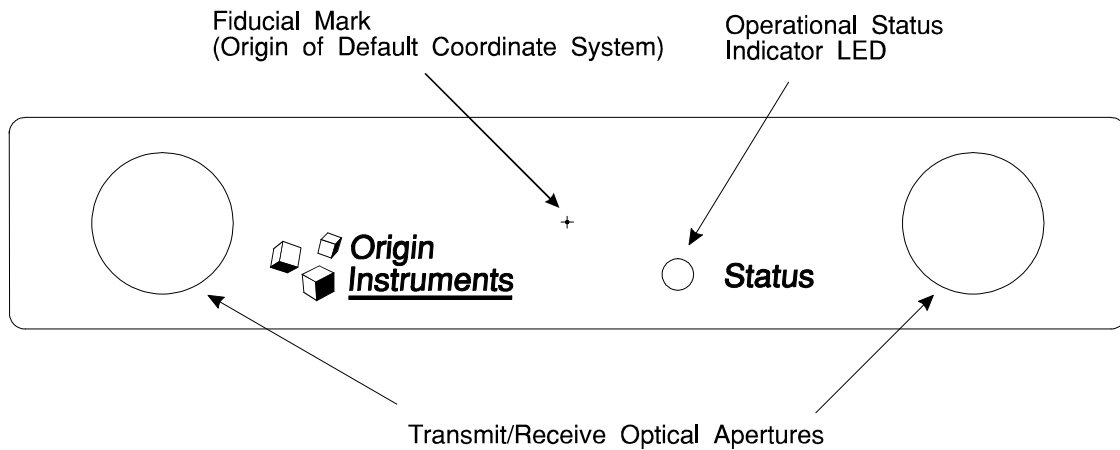 Fiducial Mark
(Origin of Default Coordinate System)
Operational Status
Indicator LED
Origin
Instruments
Status
Transmit/Receive Optical Apertures